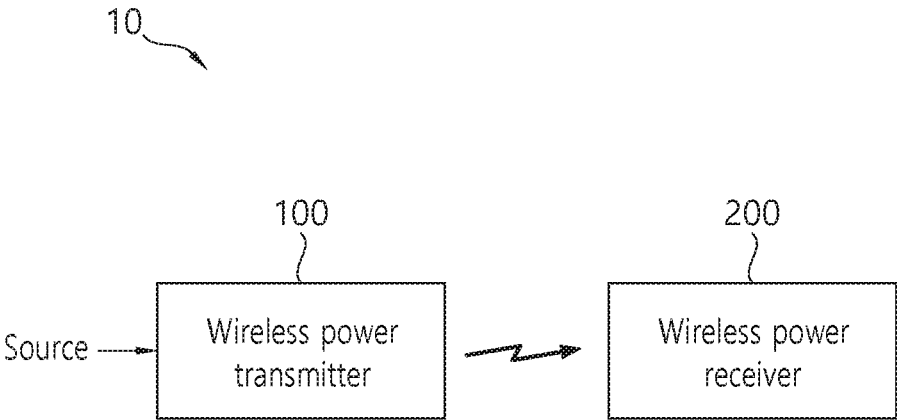 10
100
200
Source
Wireless power
transmitter
Wireless power
receiver